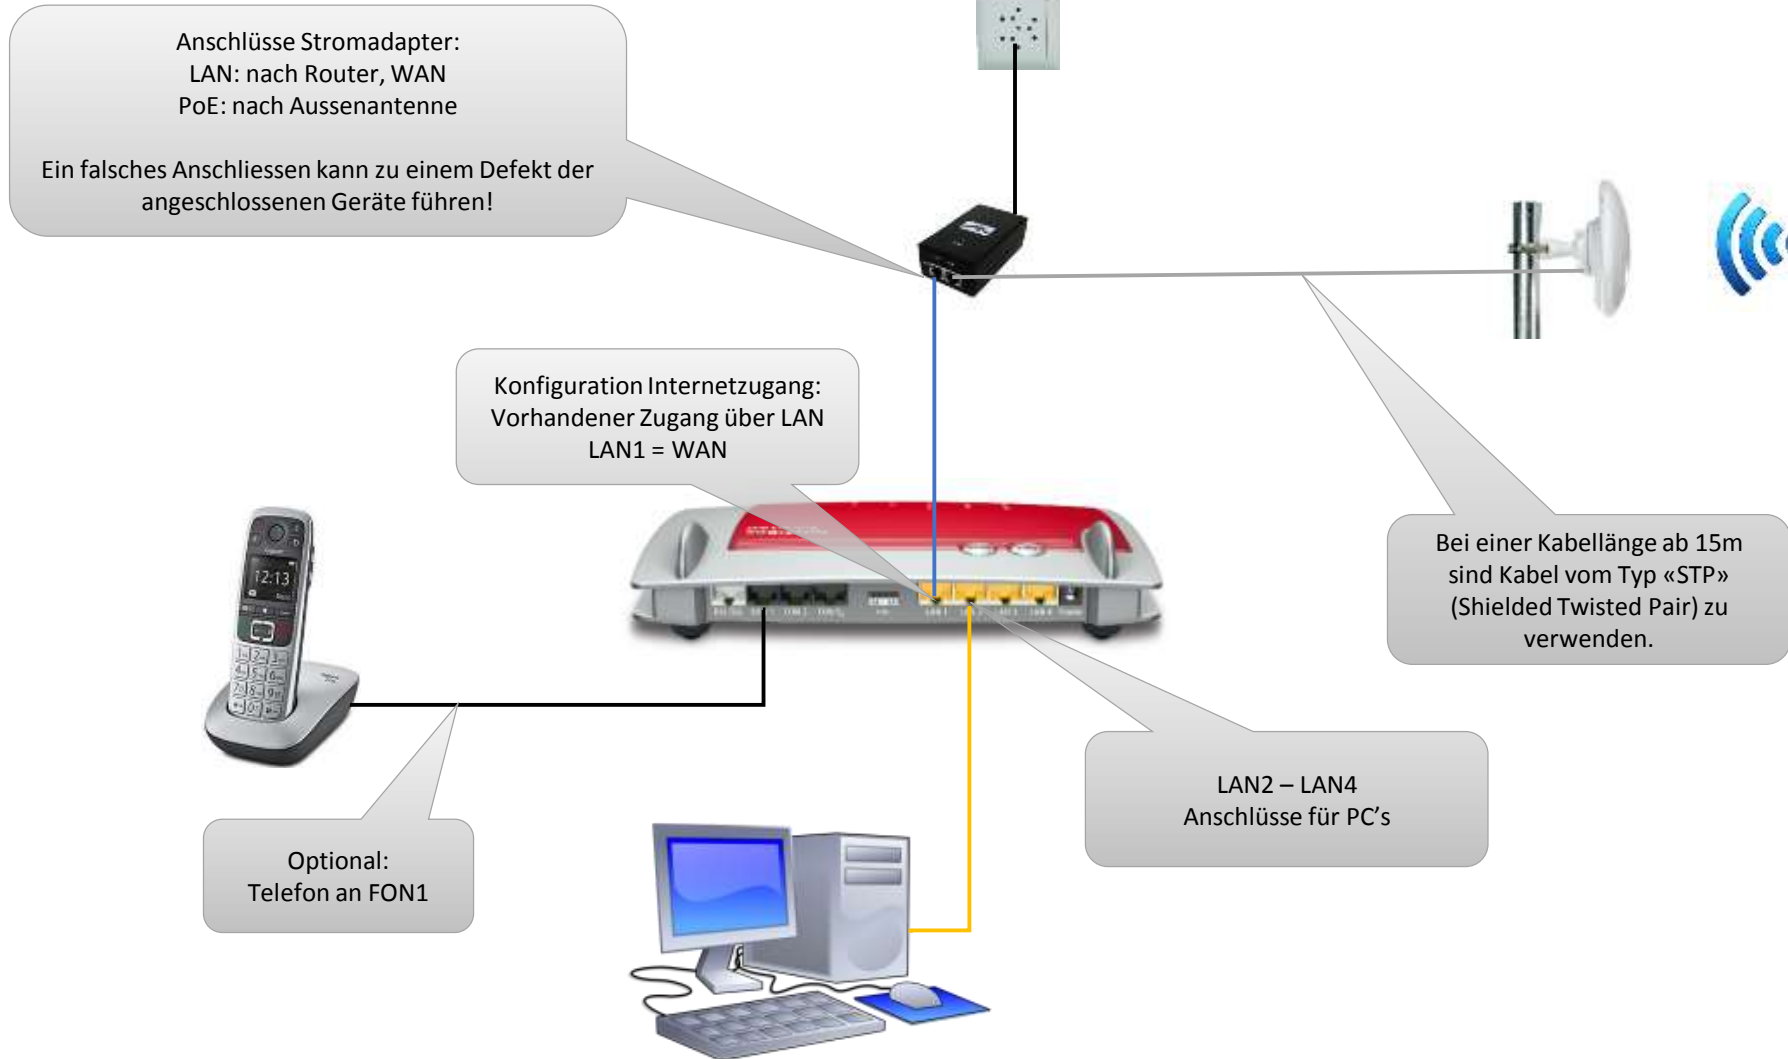 Anschlüsse Stromadapter:
LAN: nach Router, WAN
PoE: nach Aussenantenne
Ein falsches Anschliessen kann zu einem Defekt der
angeschlossenen Geräte führen!
Konfiguration Internetzugang:
Vorhandener Zugang über LAN
LAN1 = WAN
12:13
Bei einer Kabellänge ab 15m
sind Kabel vom Typ «STP»
(Shielded Twisted Pair) zu
verwenden.
LAN2 – LAN4
Anschlüsse für PC’s
Optional:
Telefon an FON1